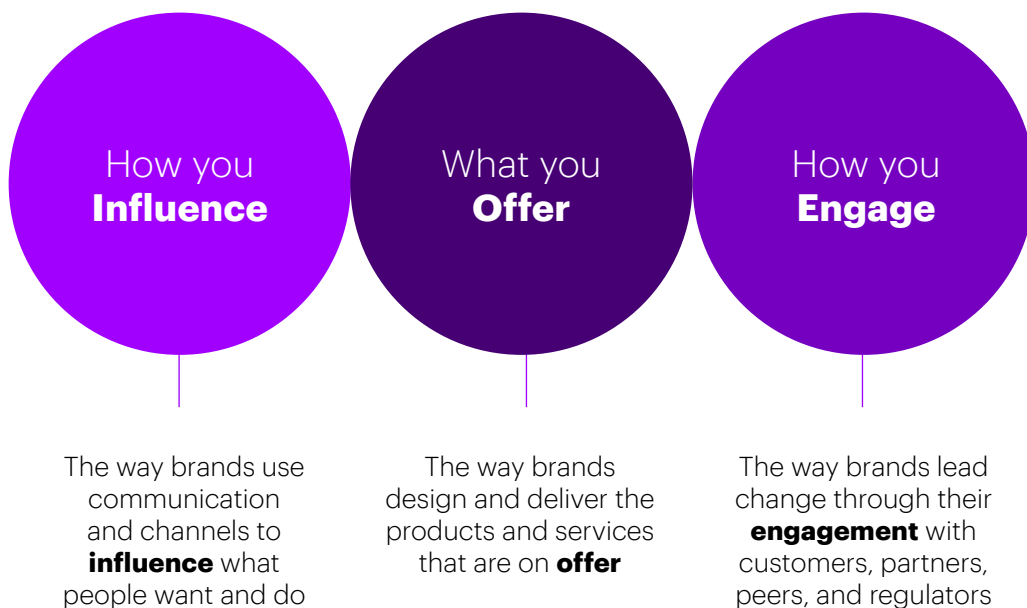 How you
Influence
What you
Offer
How you
Engage
The way brands use
communication
and channels to
influence what
people want and do
The way brands
design and deliver the
products and services
that are on offer
The way brands lead
change through their
engagement with
customers, partners,
peers, and regulators